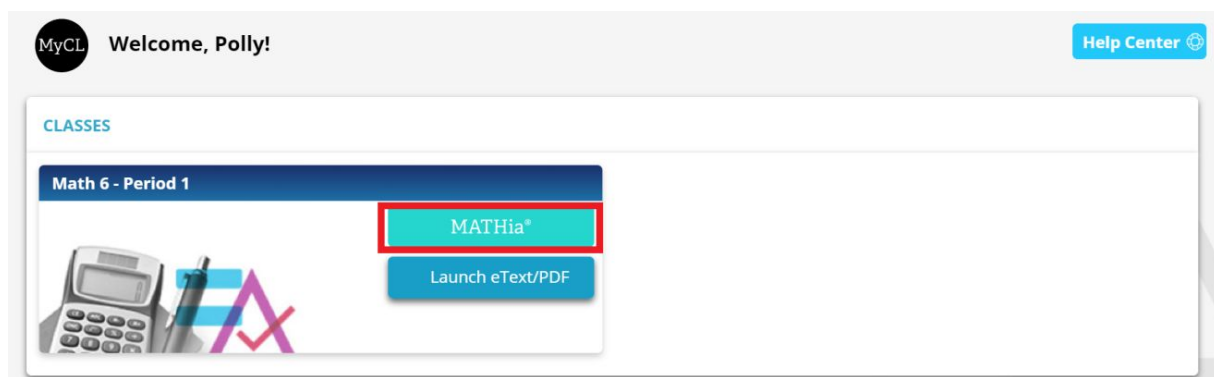 MyCL Welcome, Polly!
Help Center
CLASSES
Math 6 - Period 1
MATHia®
Launch eText/PDF